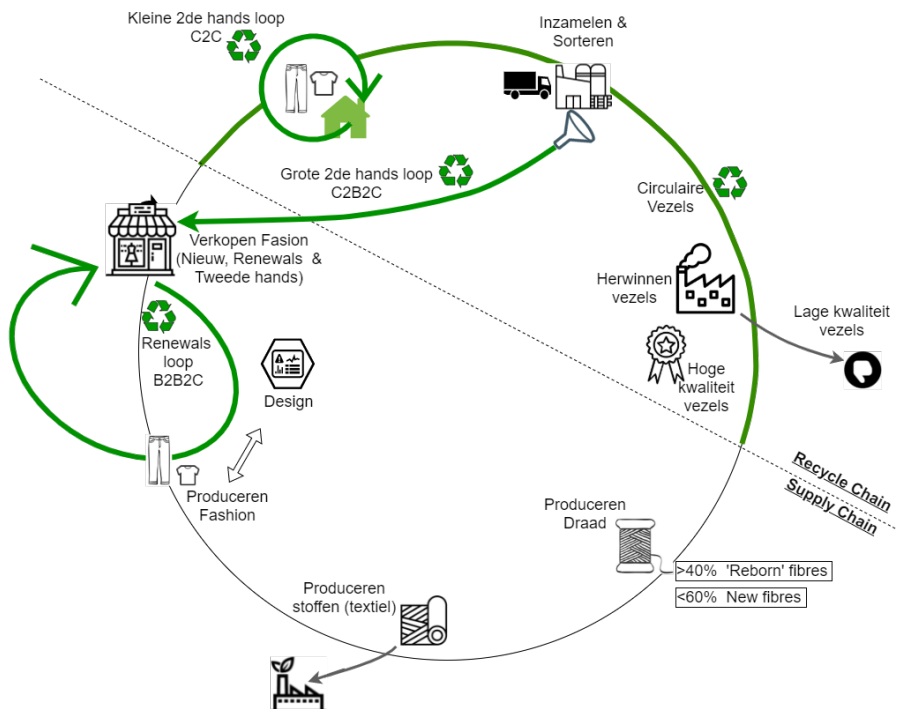 Kleine 2de hands loop
C2C
Inzamelen &
Sorteren
Grote 2de hands loop
C2B2C
Circulaire
Vezels
Verkopen Fasion
(Nieuw, Renewals  &
Tweede hands)
Herwinnen
vezels
Lage kwaliteit
vezels
Renewals
loop
B2B2C
Hoge
kwaliteit
vezels
Design
Recycle Chain
Supply Chain
Produceren
Fashion
Produceren
Draad
>40%  'Reborn' fibres
<60%  New fibres
Produceren
stoffen (textiel)